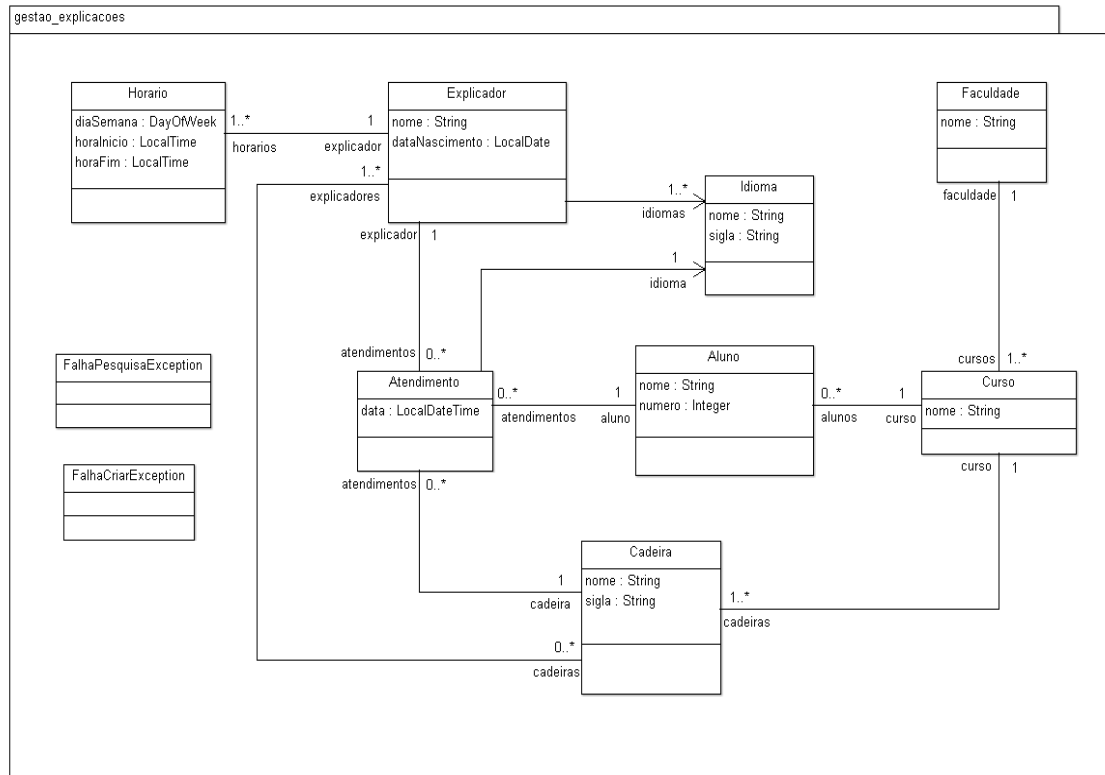 gestao_explicacoes
Horario
diaSemana : DayOfWeek
horaInicio : LocalTime
horaFim : LocalTime
1..*
horarios
1
explicador
Explicador
nome : String
dataNascimento : LocalDate
1..*
explicadores
explicador
1
1..*
idiomas
Idioma
nome : String
sigla : String
1
idioma
Faculdade
nome : String
faculdade
1
cursos
1..*
FalhaPesquisaException
FalhaCriarException
atendimentos
0..*
Atendimento
data : LocalDateTime
0..*
atendimentos
1
aluno
Aluno
nome : String
numero : Integer
0..*
alunos
1
curso
Curso
nome : String
curso
1
atendimentos
0..*
1
cadeira
0..*
cadeiras
Cadeira
nome : String
sigla : String
1..*
cadeiras